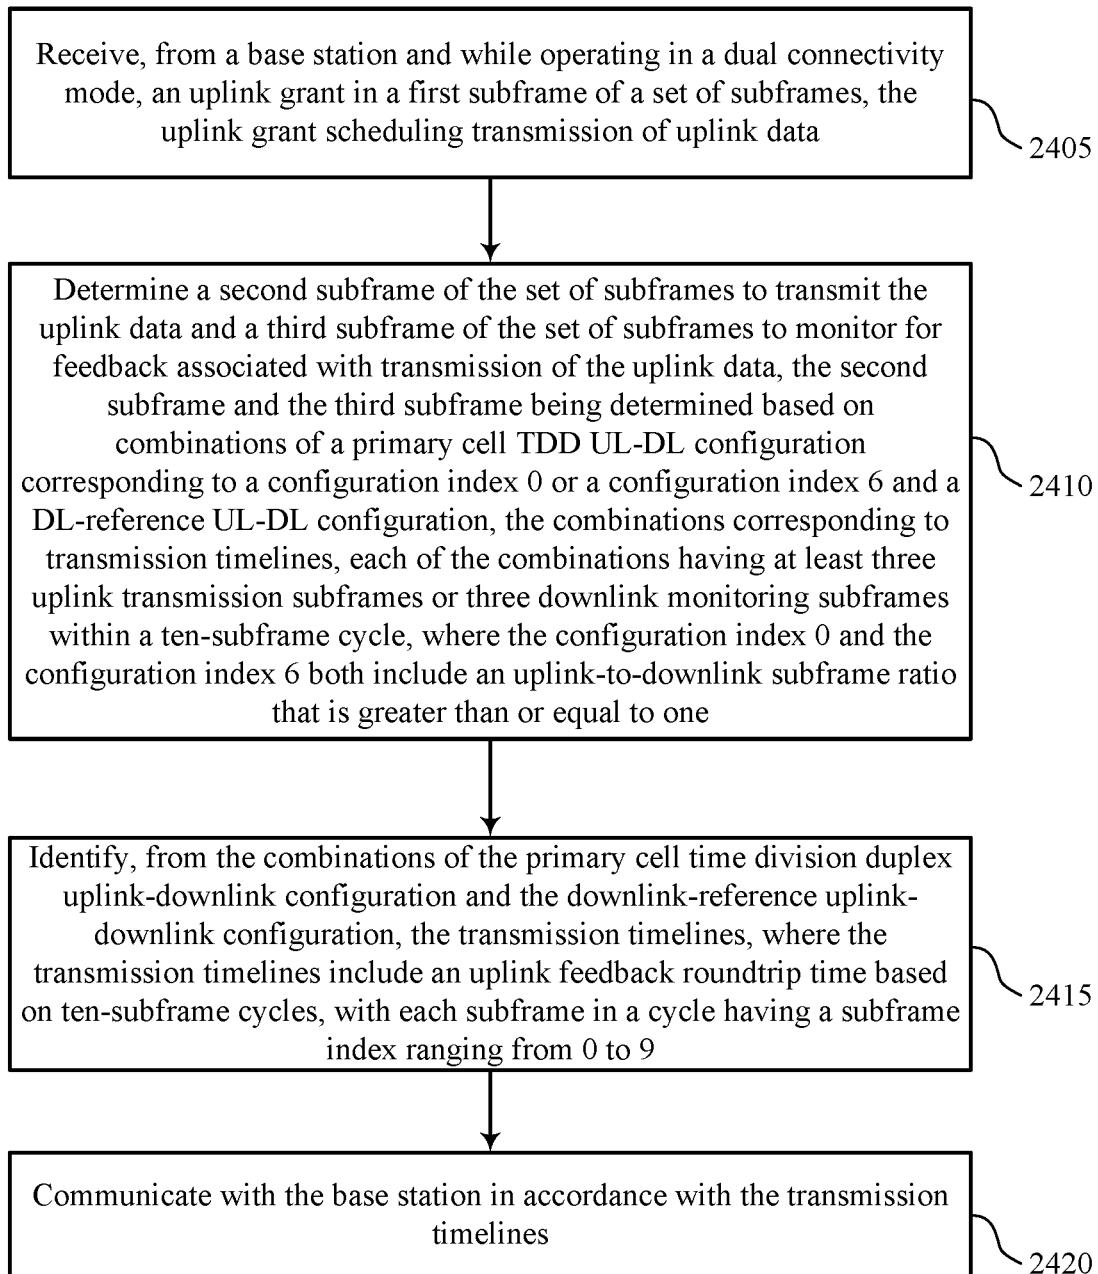 Receive, from a base station and while operating in a dual connectivity
mode, an uplink grant in a first subframe of a set of subframes, the
uplink grant scheduling transmission of uplink data
2405
Determine a second subframe of the set of subframes to transmit the
uplink data and a third subframe of the set of subframes to monitor for
feedback associated with transmission of the uplink data, the second
subframe and the third subframe being determined based on
combinations of a primary cell TDD UL-DL configuration
corresponding to a configuration index 0 or a configuration index 6 and a
DL-reference UL-DL configuration, the combinations corresponding to
transmission timelines, each of the combinations having at least three
uplink transmission subframes or three downlink monitoring subframes
within a ten-subframe cycle, where the configuration index 0 and the
configuration index 6 both include an uplink-to-downlink subframe ratio
that is greater than or equal to one
2410
Identify, from the combinations of the primary cell time division duplex
uplink-downlink configuration and the downlink-reference uplink-
downlink configuration, the transmission timelines, where the
transmission timelines include an uplink feedback roundtrip time based
on ten-subframe cycles, with each subframe in a cycle having a subframe
index ranging from 0 to 9
2415
Communicate with the base station in accordance with the transmission
timelines
2420